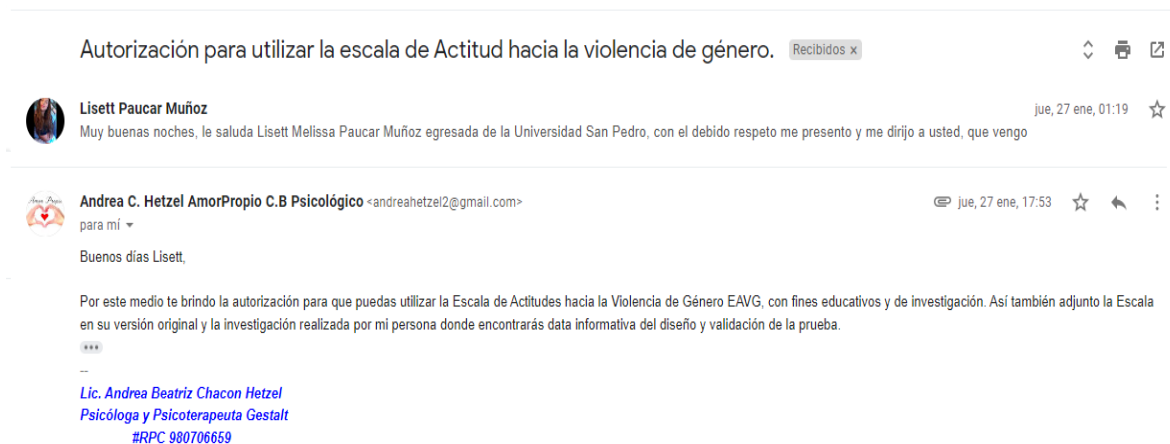 Autorización para utilizar la escala de Actitud hacia la violencia de género. Recibidos x
Lisett Paucar Muñoz jue, 27 ene, 01:19
Muy buenas noches, le saluda Lisett Melissa Paucar Muñoz egresada de la Universidad San Pedro, con el debido respeto me presento y me dirijo a usted, que vengo
Andrea C. Hetzel AmorPropio C.B Psicológico <andreahetzel2@gmail.com> jue, 27 ene, 17:53
para mí
Buenos días Lisett,
Por este medio te brindo la autorización para que puedas utilizar la Escala de Actitudes hacia la Violencia de Género EAVG, con fines educativos y de investigación. Así también adjunto la Escala
en su versión original y la investigación realizada por mi persona donde encontrarás data informativa del diseño y validación de la prueba.
--
Lic. Andrea Beatriz Chacon Hetzel
Psicóloga y Psicoterapeuta Gestalt
#RPC 980706659